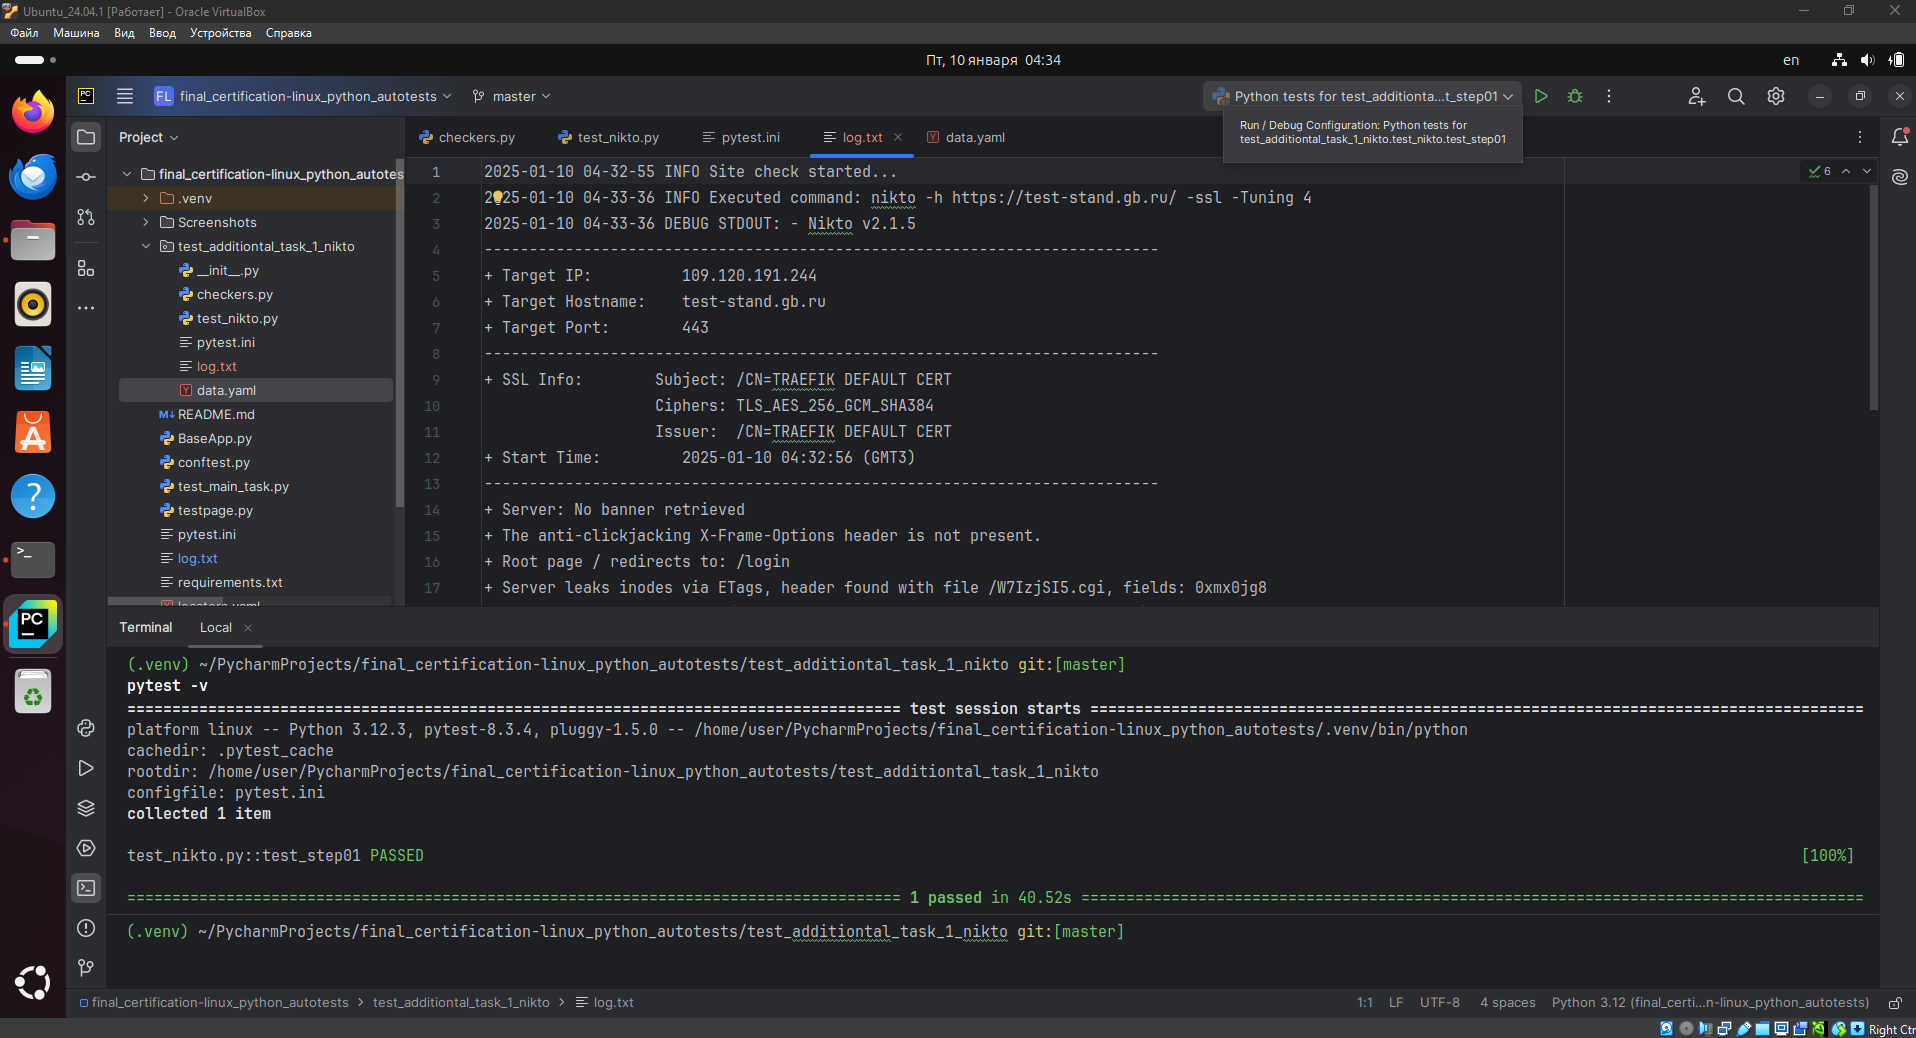 Ubuntu_24.04.1 [Работает] - Oracle VirtualBox
Файл Машина Вид Ввод Устройства Справка
Пт, 10 января 04:34
en
PC
FL final_certification-linux_python_autotests
master
Python tests for test_additionta...t_step01
Run / Debug Configuration: Python tests for
test_additiontal_task_1_nikto.test_nikto.test_step01
Project
checkers.py
test_nikto.py
pytest.ini
log.txt
data.yaml
final_certification-linux_python_autotes
.venv
Screenshots
test_additiontal_task_1_nikto
__init__.py
checkers.py
test_nikto.py
pytest.ini
log.txt
data.yaml
README.md
BaseApp.py
conftest.py
test_main_task.py
testpage.py
pytest.ini
log.txt
requirements.txt
locators.yaml
6
1 2025-01-10 04-32-55 INFO Site check started...
2 2025-01-10 04-33-36 INFO Executed command: nikto -h https://test-stand.gb.ru/ -ssl -Tuning 4
3 2025-01-10 04-33-36 DEBUG STDOUT: - Nikto v2.1.5
4 ---------------------------------------------------------------------------
5 + Target IP: 109.120.191.244
6 + Target Hostname: test-stand.gb.ru
7 + Target Port: 443
8 ---------------------------------------------------------------------------
9 + SSL Info: Subject: /CN=TRAEFIK DEFAULT CERT
10 Ciphers: TLS_AES_256_GCM_SHA384
11 Issuer: /CN=TRAEFIK DEFAULT CERT
12 + Start Time: 2025-01-10 04:32:56 (GMT3)
13 ---------------------------------------------------------------------------
14 + Server: No banner retrieved
15 + The anti-clickjacking X-Frame-Options header is not present.
16 + Root page / redirects to: /login
17 + Server leaks inodes via ETags, header found with file /W7IzjSI5.cgi, fields: 0xmx0jg8
Terminal Local
(.venv) ~/PycharmProjects/final_certification-linux_python_autotests/test_additiontal_task_1_nikto git:[master]
pytest -v
====================================================================================== test session starts ======================================================================================
platform linux -- Python 3.12.3, pytest-8.3.4, pluggy-1.5.0 -- /home/user/PycharmProjects/final_certification-linux_python_autotests/.venv/bin/python
cachedir: .pytest_cache
rootdir: /home/user/PycharmProjects/final_certification-linux_python_autotests/test_additiontal_task_1_nikto
configfile: pytest.ini
collected 1 item
test_nikto.py::test_step01 PASSED [100%]
====================================================================================== 1 passed in 40.52s =======================================================================================
(.venv) ~/PycharmProjects/final_certification-linux_python_autotests/test_additiontal_task_1_nikto git:[master]
PC
final_certification-linux_python_autotests > test_additiontal_task_1_nikto > log.txt
1:1 LF UTF-8 4 spaces Python 3.12 (final_certi...n-linux_python_autotests)
Right Ctr